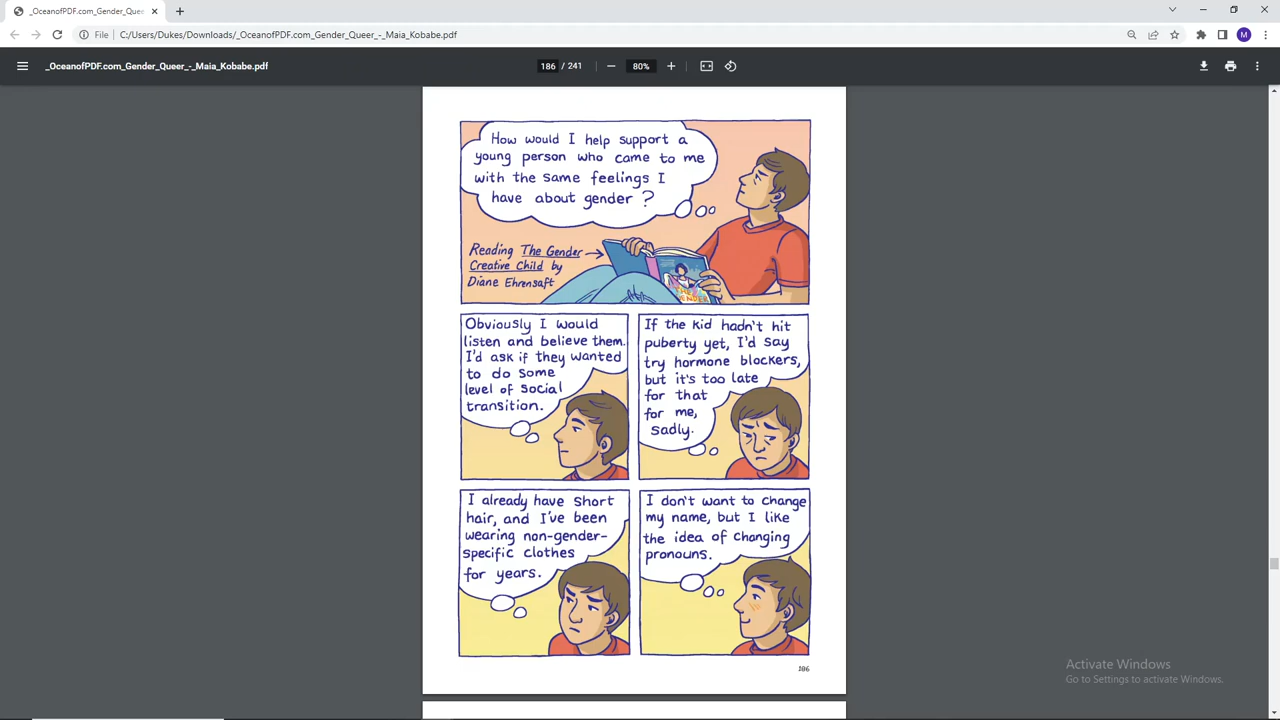 _OceanofPDF.com_Gender_Quee
File
C:/Users/Dukes/Downloads/_OceanofPDF.com_Gender_Queer_-_Maia_Kobabe.pdf
M
_OceanofPDF.com_Gender_Queer_-_Maia_Kobabe.pdf
186 / 241
80%
How would I help support a
young person who came to me
with the same feelings I
have about gender?
Reading The Gender
Creative Child by
Diane Ehrensaft
THE
GENDER
Obviously I would
listen and believe them.
I'd ask if they wanted
to do some
level of social
transition.
If the kid hadn't hit
puberty yet, I'd say
try hormone blockers,
but it's too late
for that
for me,
sadly.
I already have short
hair, and I've been
wearing non-gender-
specific clothes
for years.
I don't want to change
my name, but I like
the idea of changing
pronouns.
186
Activate Windows
Go to Settings to activate Windows.